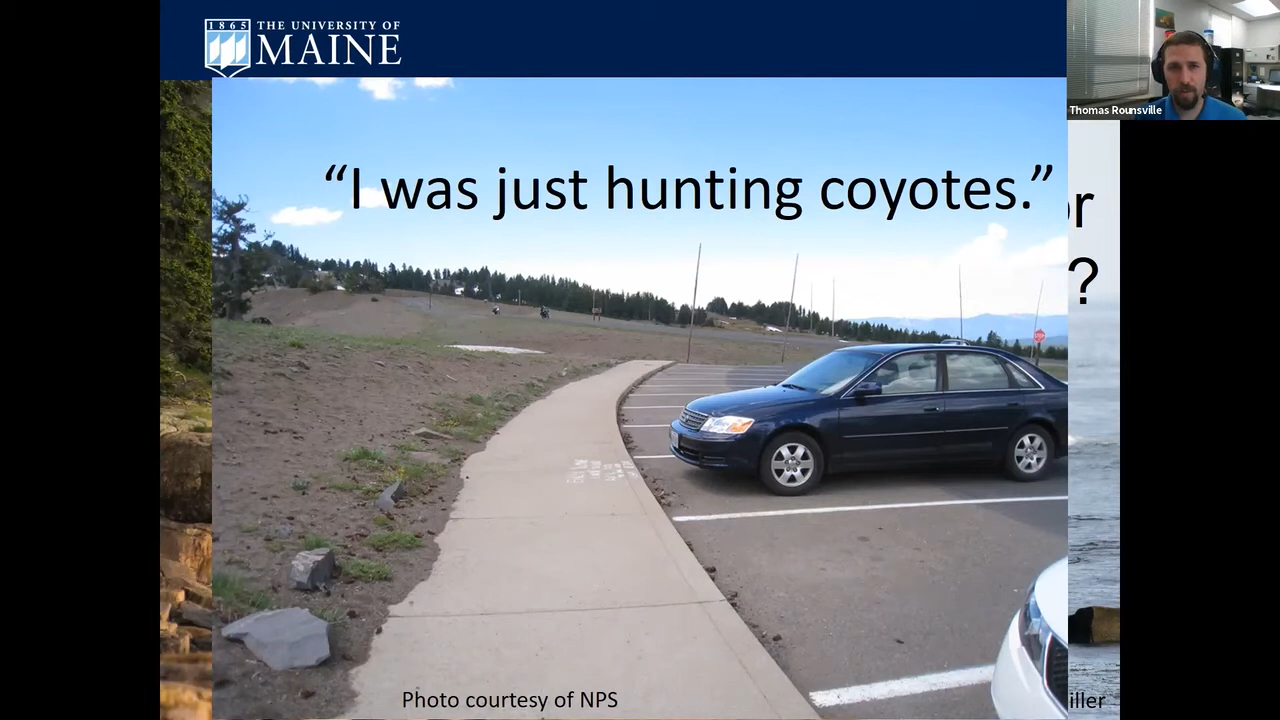 1865
THE UNIVERSITY OF
MAINE
Thomas Rounsville
“I was just hunting coyotes.”
?
Photo courtesy of NPS